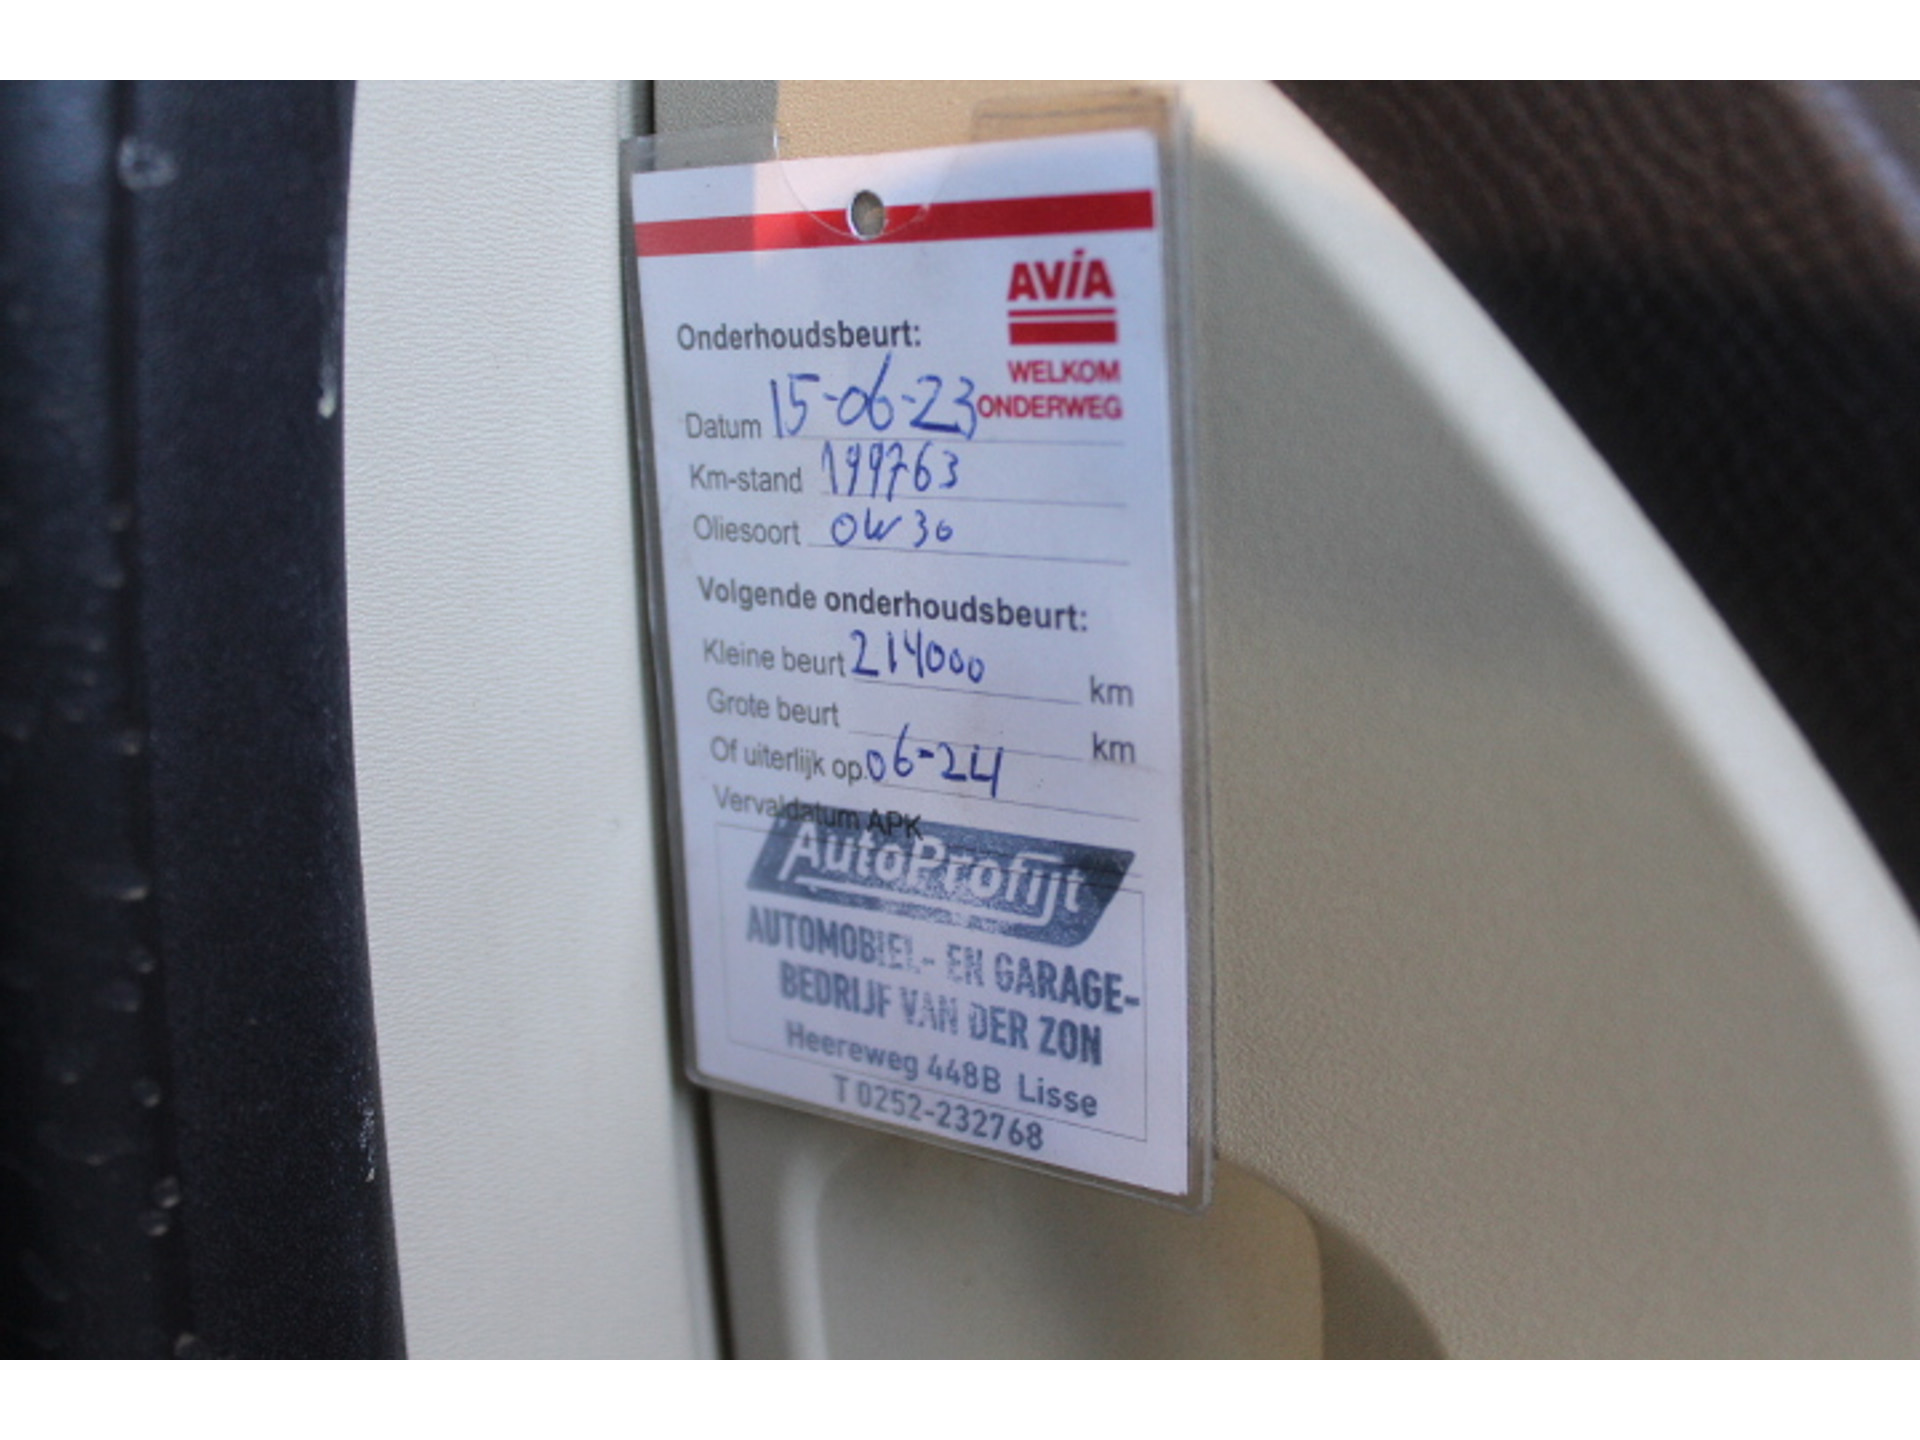 AVIA
WELKOM
ONDERWEG
Onderhoudsbeurt:
Datum 15-06-23
Km-stand 199763
Oliesoort 0W30
Volgende onderhoudsbeurt:
Kleine beurt 214000 km
Grote beurt km
Of uiterlijk op 06-24
Vervaldatum APK
AutoProfijt
AUTOMOBIEL- EN GARAGE-
BEDRIJF VAN DER ZON
Heereweg 448B Lisse
T 0252-232768